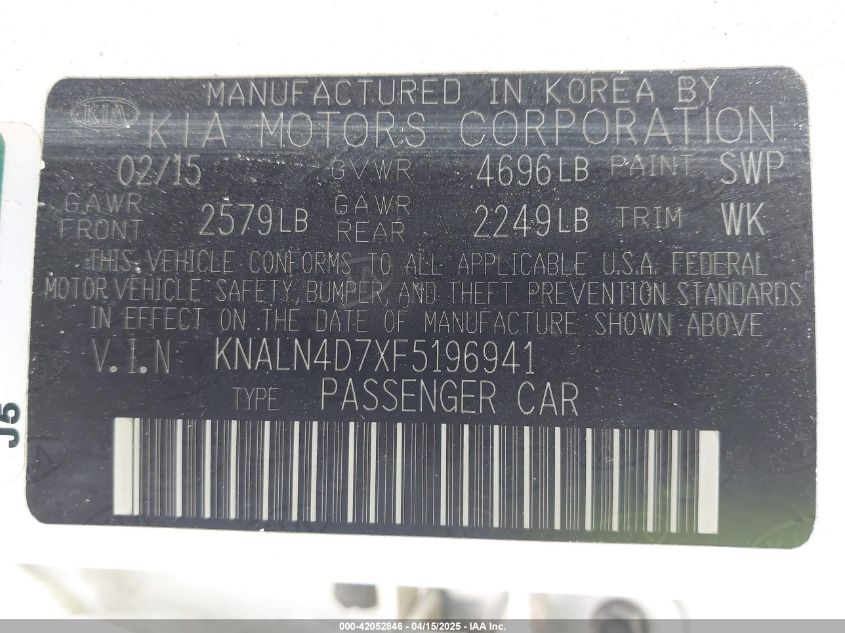 MANUFACTURED IN KOREA BY
KIA
KIA MOTORS CORPORATION
02/15 GVWR 4696LB PAINT SWP
GAWR FRONT 2579LB GAWR REAR 2249LB TRIM WK
THIS VEHICLE CONFORMS TO ALL APPLICABLE U.S.A. FEDERAL
MOTOR VEHICLE SAFETY, BUMPER, AND THEFT PREVENTION STANDARDS
IN EFFECT ON THE DATE OF MANUFACTURE SHOWN ABOVE
V.I.N KNALN4D7XF5196941
TYPE PASSENGER CAR
J5
000-42052846 - 04/15/2025 - IAA Inc.